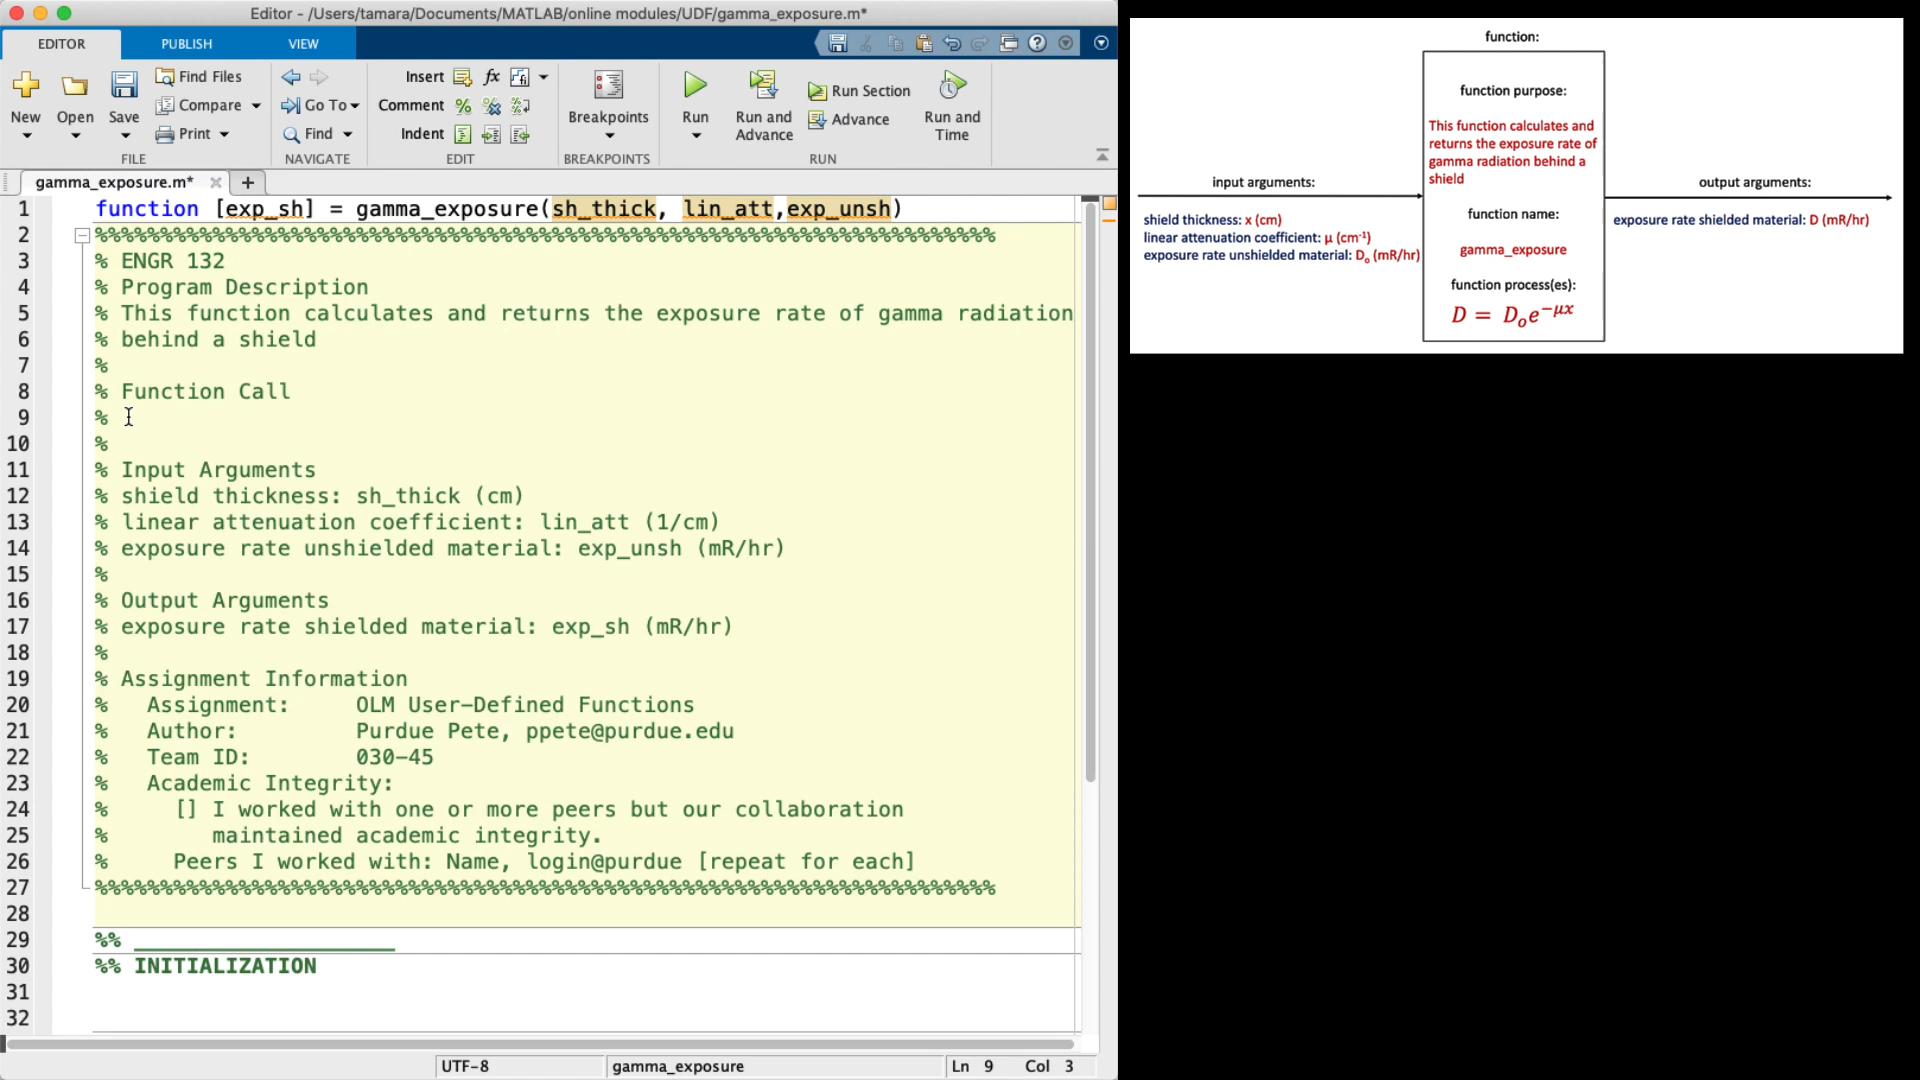 Editor - /Users/tamara/Documents/MATLAB/online modules/UDF/gamma_exposure.m*
EDITOR PUBLISH VIEW
New Open Save Find Files Compare Print FILE
Go To Find NAVIGATE
Insert fx Comment Indent EDIT
Breakpoints BREAKPOINTS
Run Run and Advance Run Section Advance Run and Time RUN
gamma_exposure.m*
1 function [exp_sh] = gamma_exposure(sh_thick, lin_att,exp_unsh)
2 %%%%%%%%%%%%%%%%%%%%%%%%%%%%%%%%%%%%%%%%%%%%%%%%%%%%%%%%%%%%%%%%%%%%%%%
3 % ENGR 132
4 % Program Description
5 % This function calculates and returns the exposure rate of gamma radiation
6 % behind a shield
7 %
8 % Function Call
9 %
10 %
11 % Input Arguments
12 % shield thickness: sh_thick (cm)
13 % linear attenuation coefficient: lin_att (1/cm)
14 % exposure rate unshielded material: exp_unsh (mR/hr)
15 %
16 % Output Arguments
17 % exposure rate shielded material: exp_sh (mR/hr)
18 %
19 % Assignment Information
20 %   Assignment:     OLM User-Defined Functions
21 %   Author:         Purdue Pete, ppete@purdue.edu
22 %   Team ID:        030-45
23 %   Academic Integrity:
24 %     [] I worked with one or more peers but our collaboration
25 %        maintained academic integrity.
26 %     Peers I worked with: Name, login@purdue [repeat for each]
27 %%%%%%%%%%%%%%%%%%%%%%%%%%%%%%%%%%%%%%%%%%%%%%%%%%%%%%%%%%%%%%%%%%%%%%%
28
29 %% ____________________
30 %% INITIALIZATION
31
32
UTF-8 gamma_exposure Ln 9 Col 3
function:
function purpose:
This function calculates and
returns the exposure rate of
gamma radiation behind a
shield
function name:
gamma_exposure
function process(es):
D = Dₒe^−μx
input arguments:
shield thickness: x (cm)
linear attenuation coefficient: μ (cm⁻¹)
exposure rate unshielded material: Dₒ (mR/hr)
output arguments:
exposure rate shielded material: D (mR/hr)